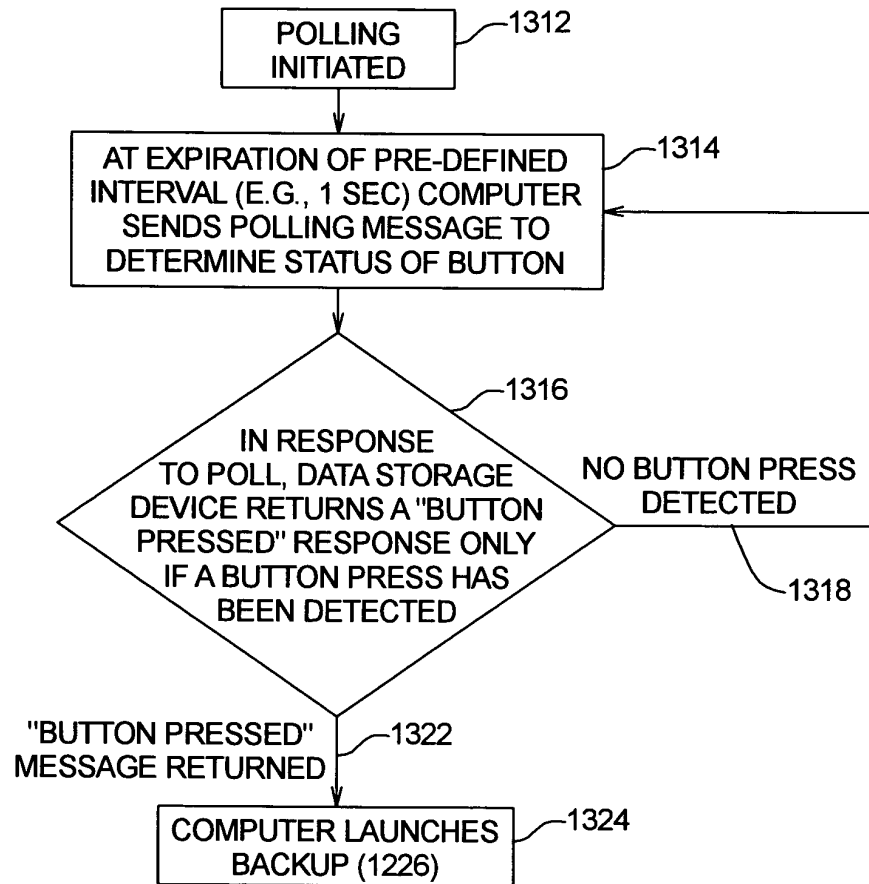 POLLING
INITIATED
1312
AT EXPIRATION OF PRE-DEFINED
INTERVAL (E.G., 1 SEC) COMPUTER
SENDS POLLING MESSAGE TO
DETERMINE STATUS OF BUTTON
1314
IN RESPONSE
TO POLL, DATA STORAGE
DEVICE RETURNS A "BUTTON
PRESSED" RESPONSE ONLY
IF A BUTTON PRESS HAS
BEEN DETECTED
1316
NO BUTTON PRESS
DETECTED
1318
"BUTTON PRESSED"
MESSAGE RETURNED
1322
COMPUTER LAUNCHES
BACKUP (1226)
1324